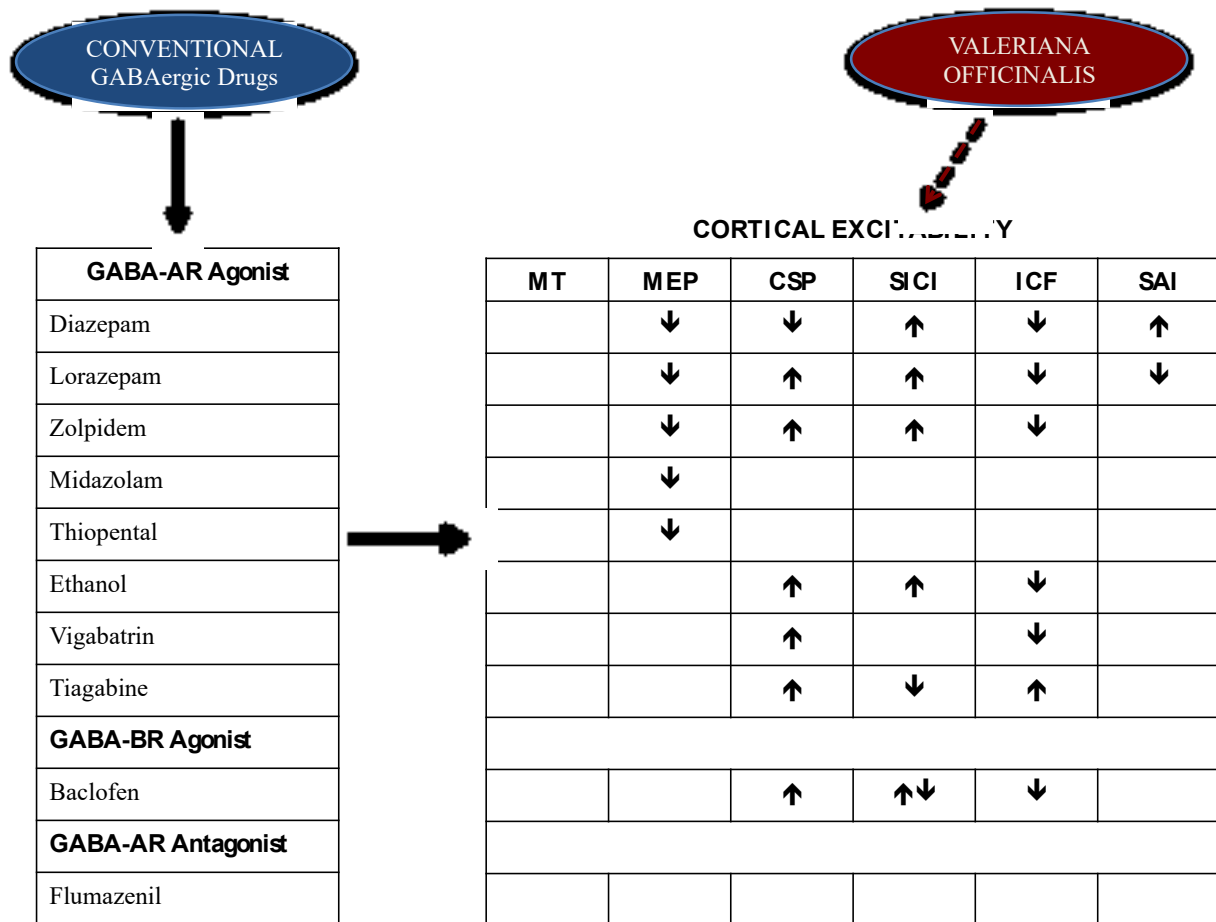 CONVENTIONAL
GABAergic Drugs
VALERIANA
OFFICINALIS
CORTICAL
GABA-AR Agonist
MT MEP CSP SICI ICF SAI
Diazepam ↓ ↓ ↑ ↓ ↑
Lorazepam ↓ ↑ ↑ ↓ ↓
Zolpidem ↓ ↑ ↑ ↓
Midazolam ↓
Thiopental ↓
Ethanol ↑ ↑ ↓
Vigabatrin ↑ ↓
Tiagabine ↑ ↓ ↑
GABA-BR Agonist
Baclofen ↑ ↑↓ ↓
GABA-AR Antagonist
Flumazenil